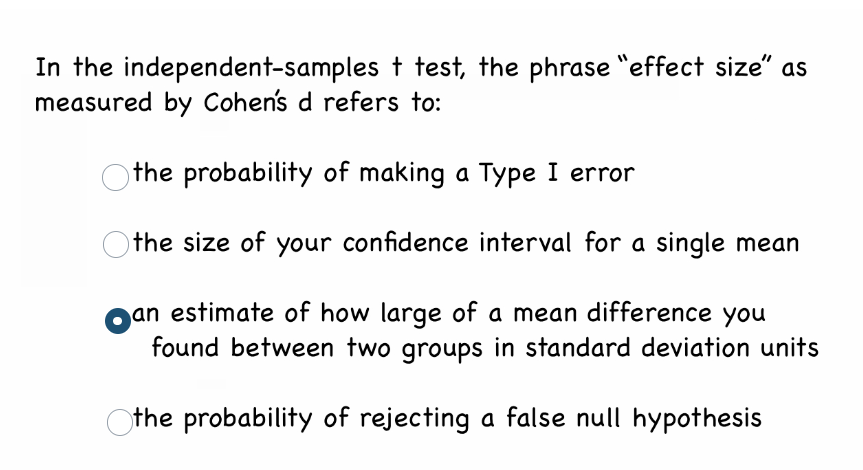 In the independent-samples t test, the phrase “effect size” as
measured by Cohen's d refers to:
the probability of making a Type I error
the size of your confidence interval for a single mean
an estimate of how large of a mean difference you
found between two groups in standard deviation units
the probability of rejecting a false null hypothesis